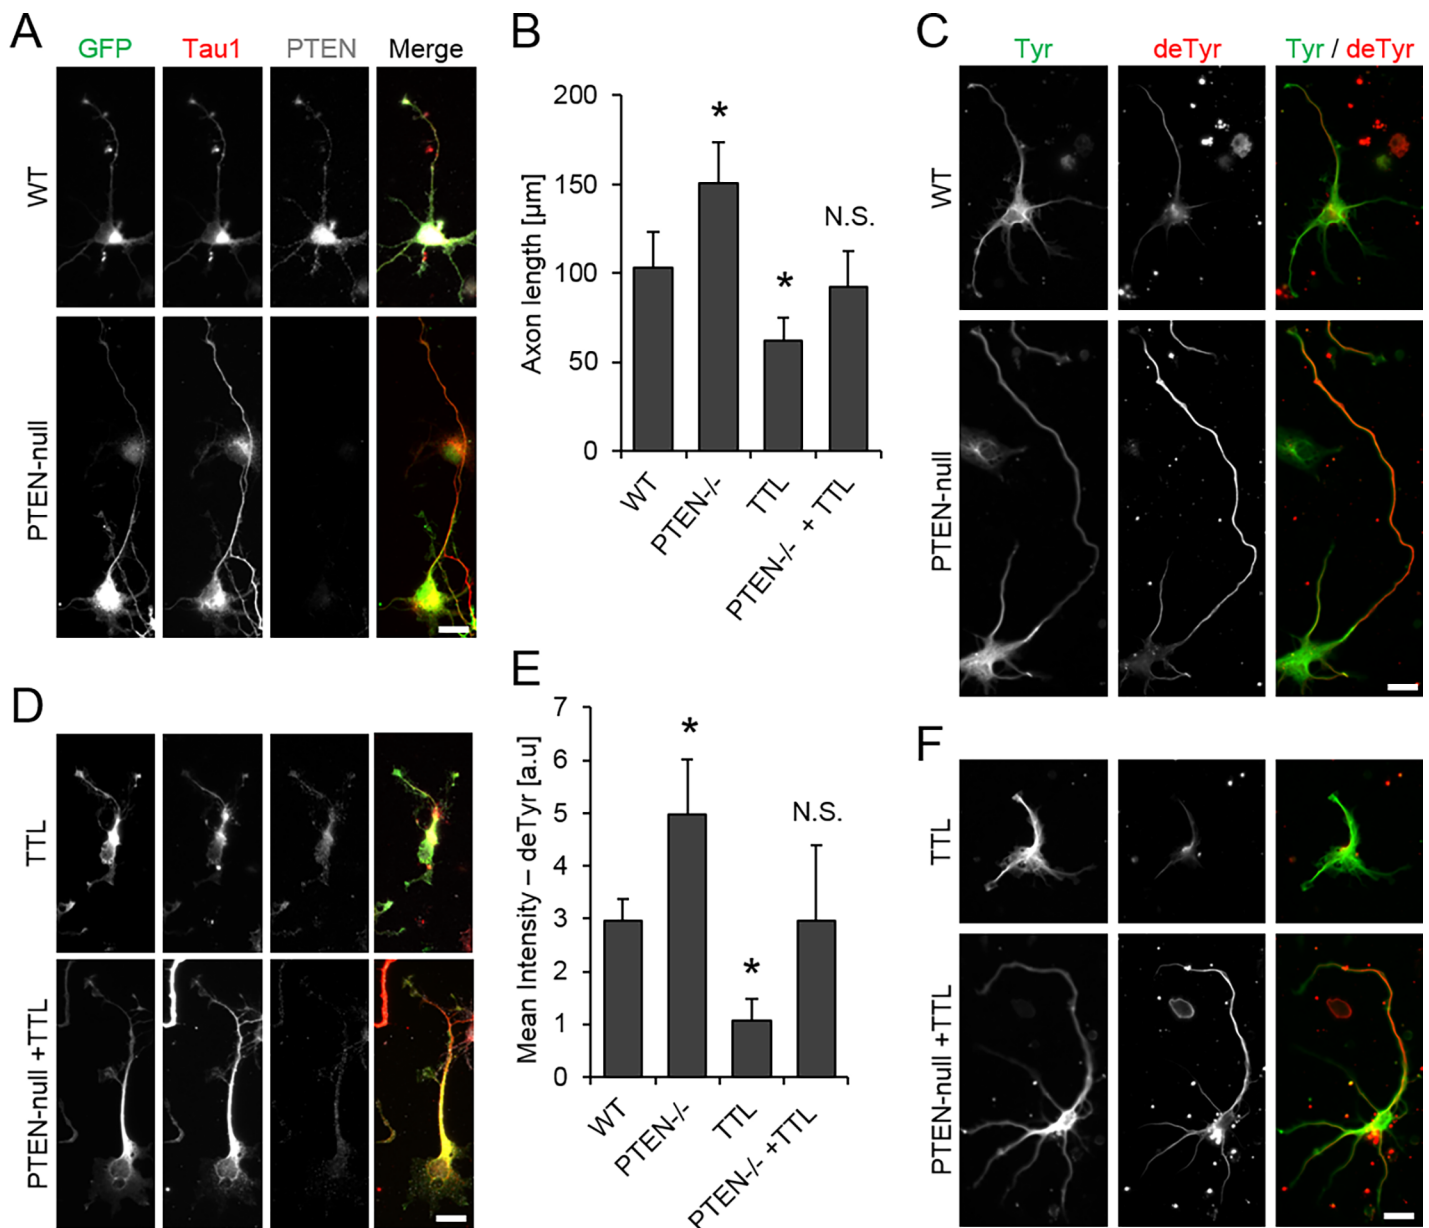 A
GFP Tau1 PTEN Merge
WT
PTEN-null
B
Axon length [µm]
200
150
100
50
0
*
*
N.S.
WT
PTEN-/-
TTL
PTEN-/- + TTL
C
Tyr deTyr Tyr / deTyr
WT
PTEN-null
D
TTL
PTEN-null +TTL
E
Mean Intensity – deTyr [a.u]
7
6
5
4
3
2
1
0
*
*
N.S.
WT
PTEN-/-
TTL
PTEN-/- +TTL
F
TTL
PTEN-null +TTL